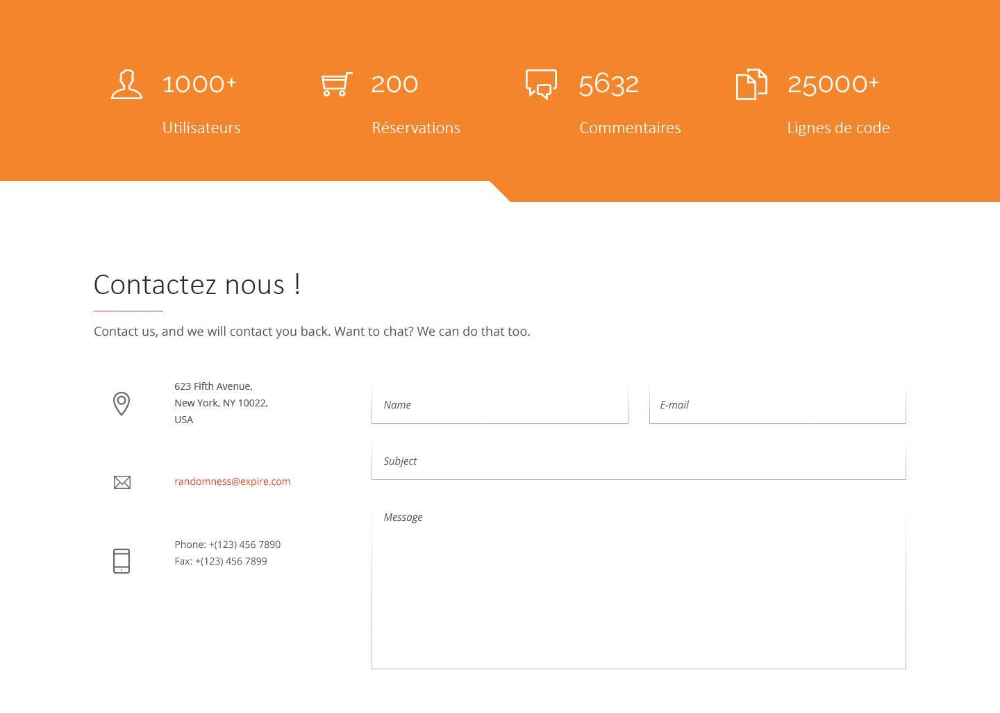 1000+
Utilisateurs
200
Réservations
5632
Commentaires
25000+
Lignes de code
Contactez nous !
Contact us, and we will contact you back. Want to chat? We can do that too.
623 Fifth Avenue,
New York, NY 10022,
USA
randomness@expire.com
Phone: +(123) 456 7890
Fax: +(123) 456 7899
Name
E-mail
Subject
Message